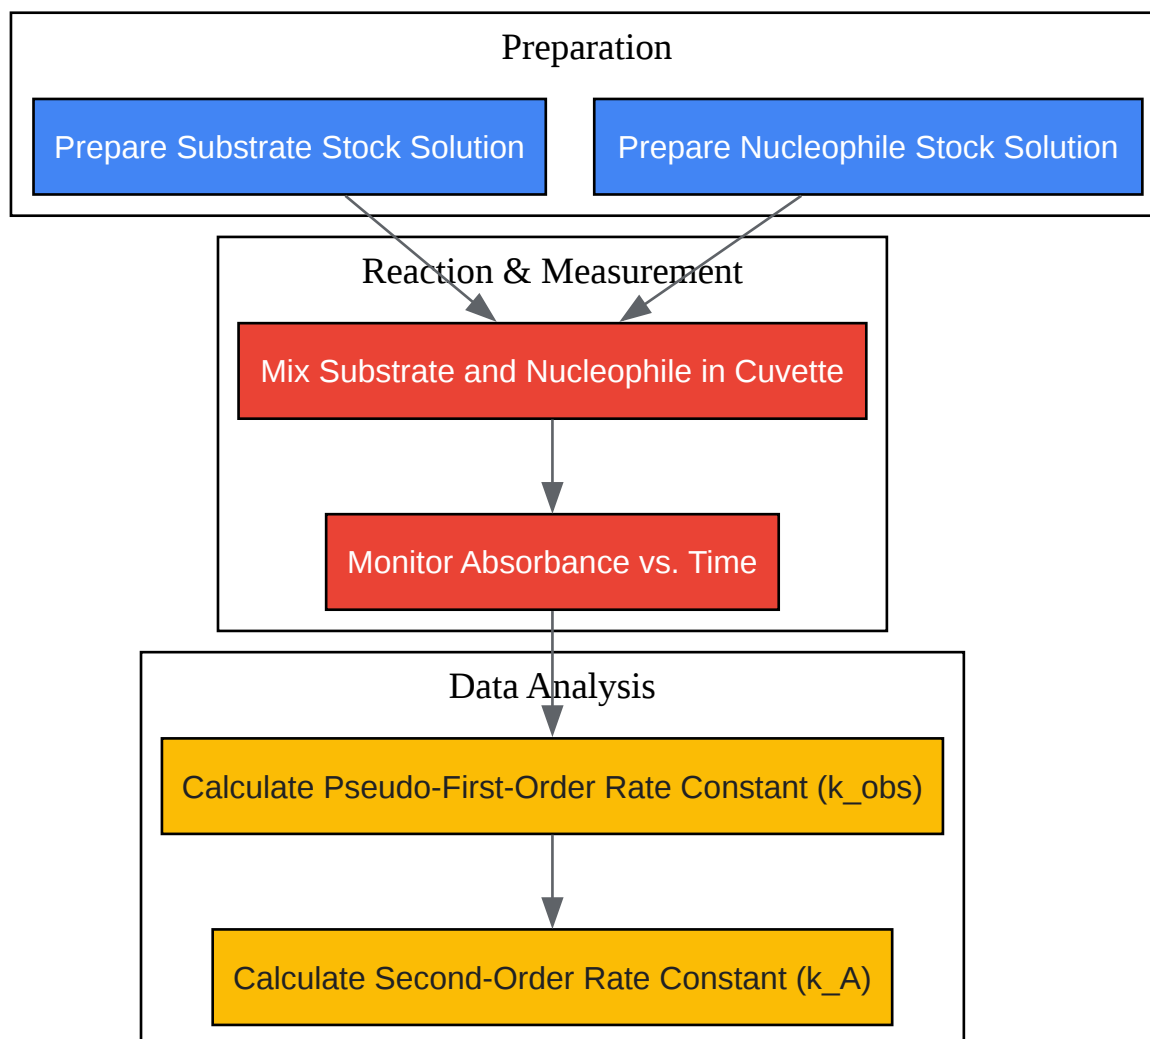 Preparation
Prepare Substrate Stock Solution
Prepare Nucleophile Stock Solution
Reaction & Measurement
Mix Substrate and Nucleophile in Cuvette
Monitor Absorbance vs. Time
Data Analysis
Calculate Pseudo-First-Order Rate Constant (k_obs)
Calculate Second-Order Rate Constant (k_A)